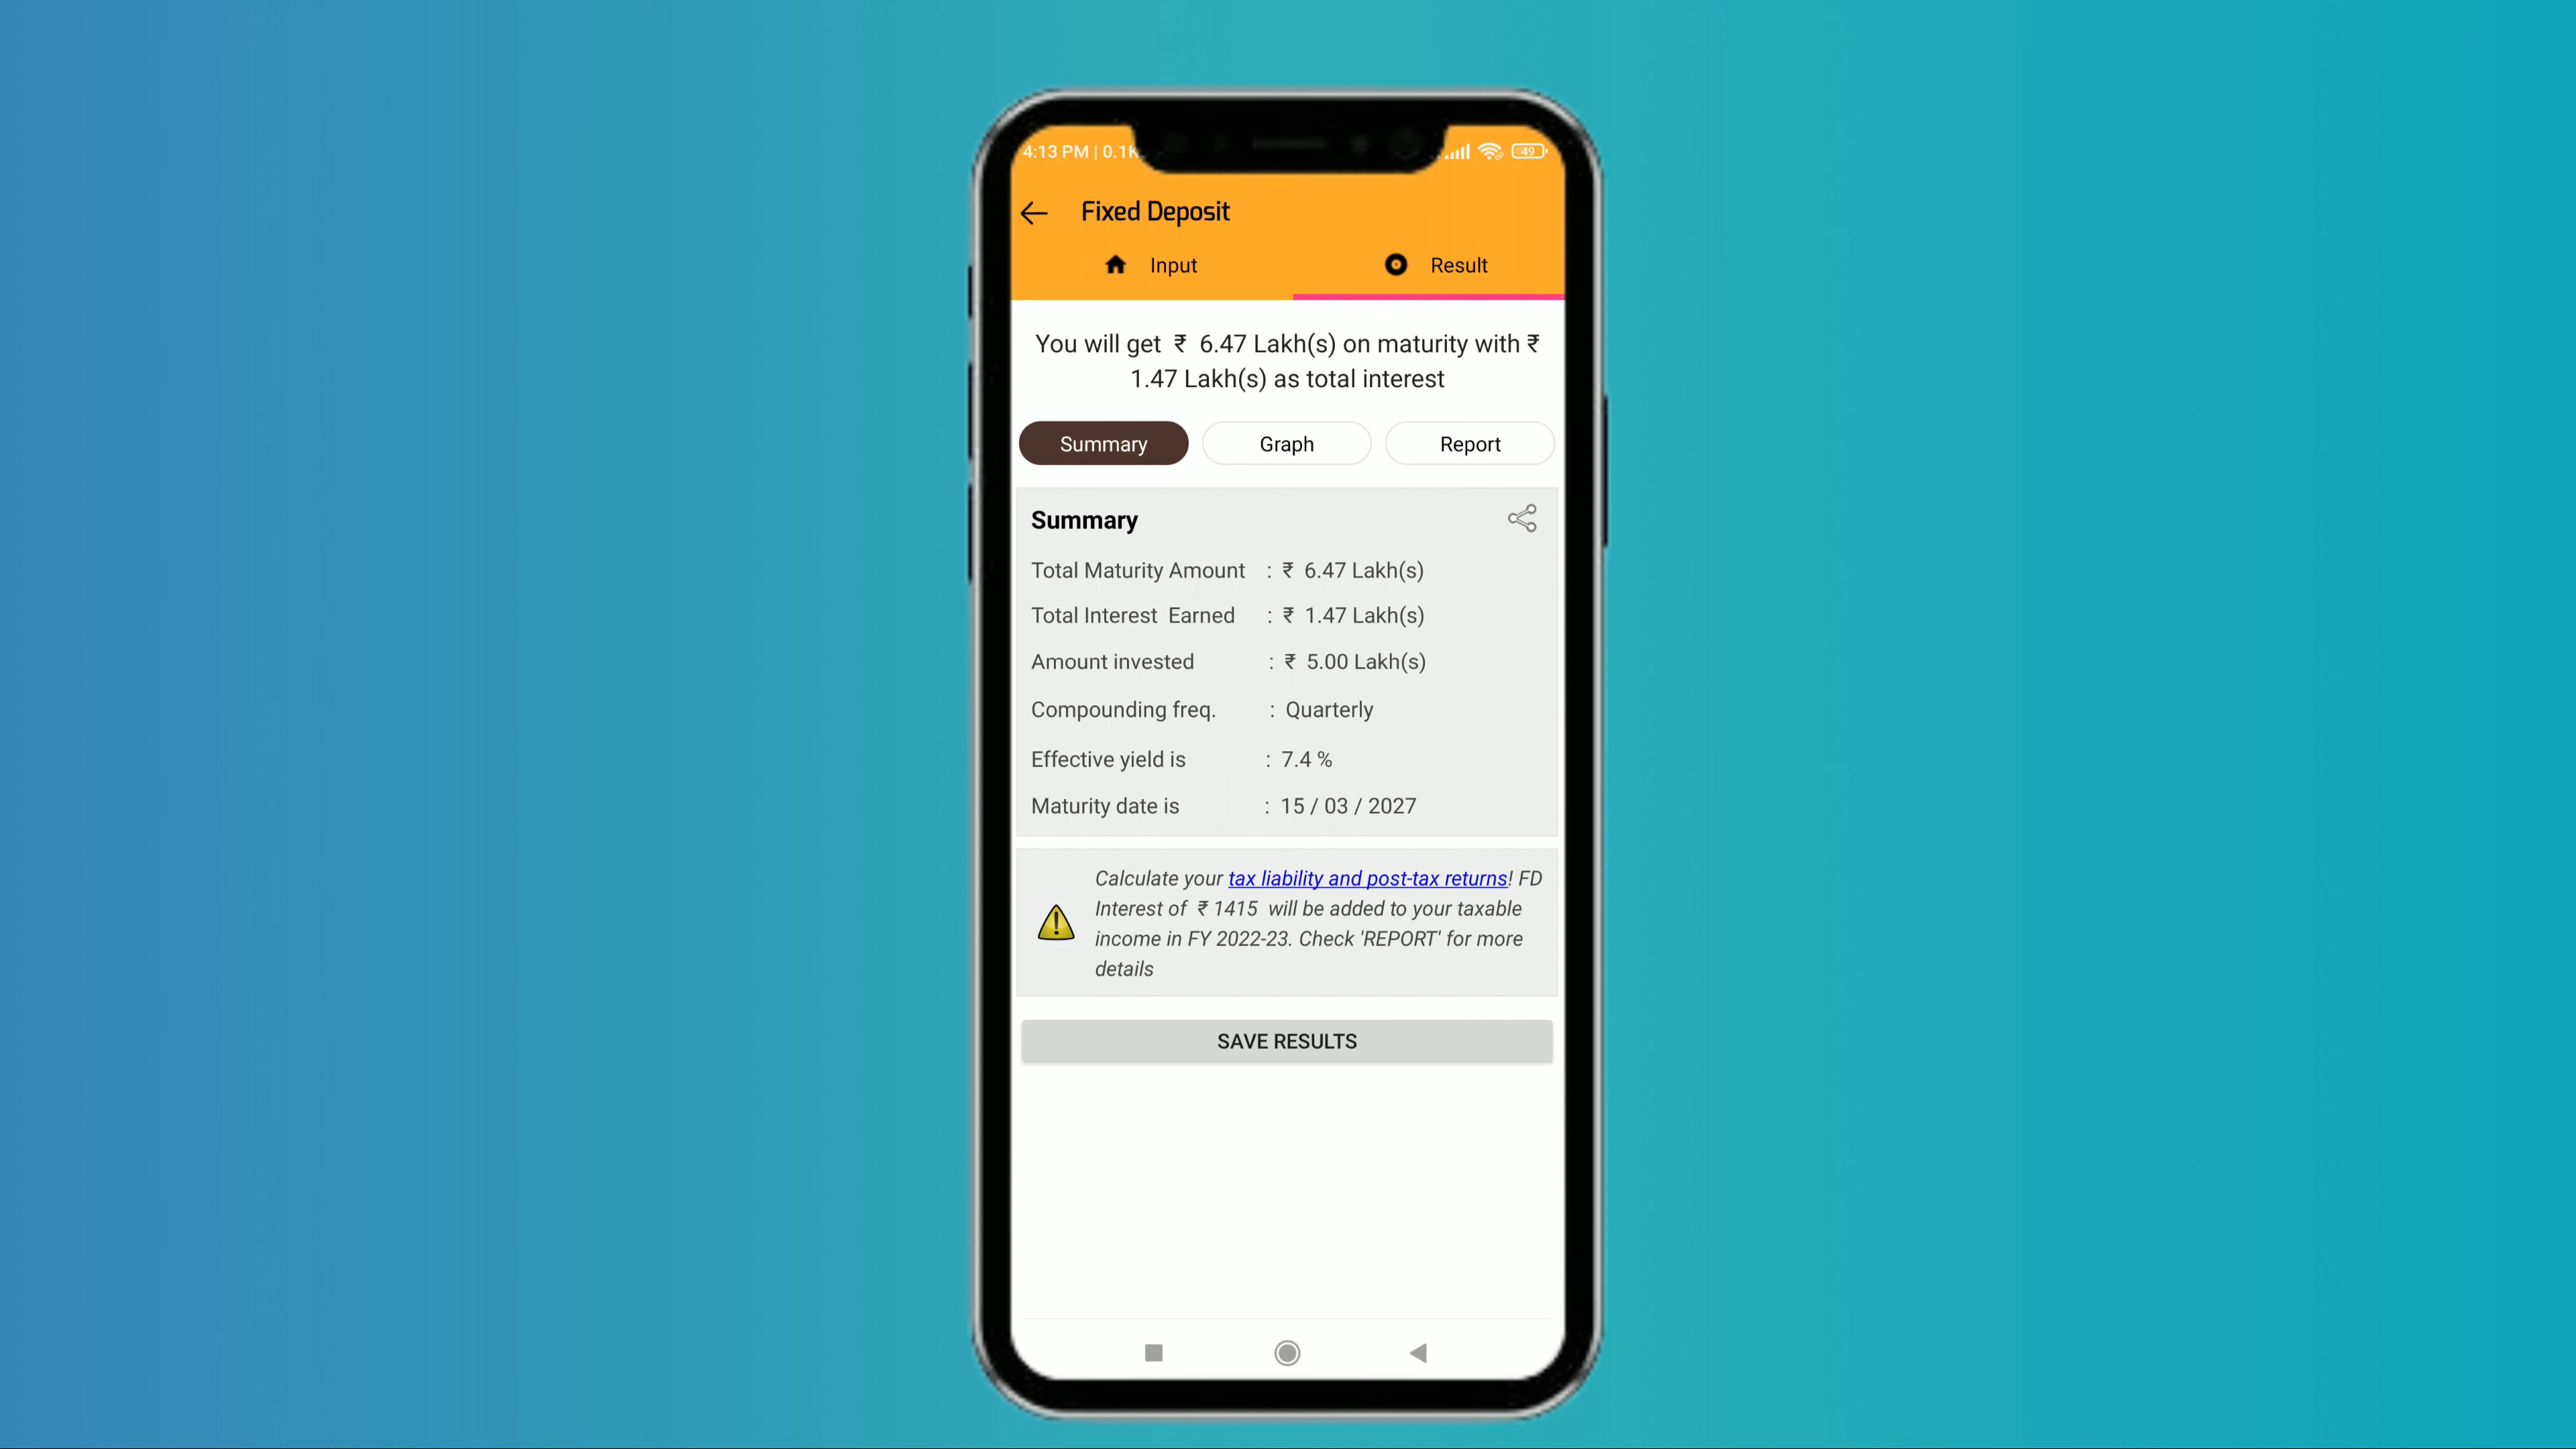 4:13 PM | 0.1K
49
Fixed Deposit
Input
Result
You will get ₹ 6.47 Lakh(s) on maturity with ₹
1.47 Lakh(s) as total interest
Summary
Graph
Report
Summary
Total Maturity Amount : ₹ 6.47 Lakh(s)
Total Interest Earned : ₹ 1.47 Lakh(s)
Amount invested : ₹ 5.00 Lakh(s)
Compounding freq. : Quarterly
Effective yield is : 7.4 %
Maturity date is : 15 / 03 / 2027
Calculate your tax liability and post-tax returns! FD
Interest of ₹ 1415 will be added to your taxable
income in FY 2022-23. Check 'REPORT' for more
details
SAVE RESULTS